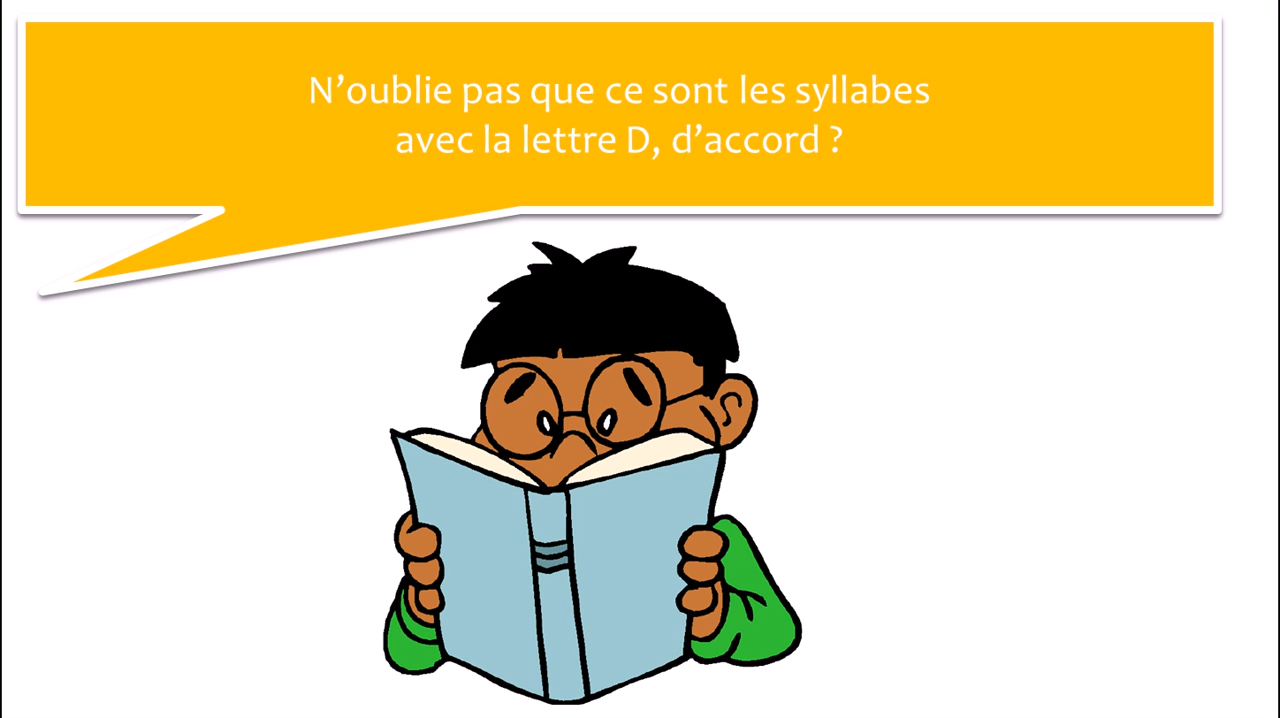 N’oublie pas que ce sont les syllabes
avec la lettre D, d’accord ?